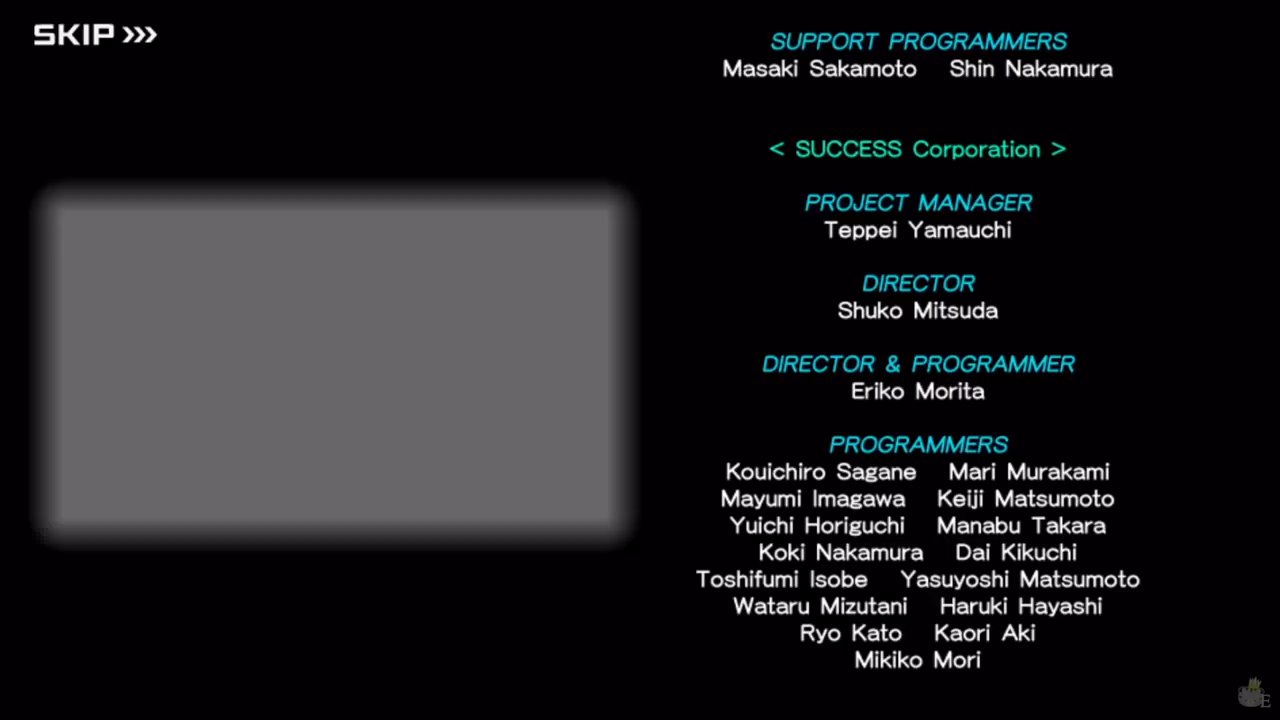 SKIP »›
SUPPORT PROGRAMMERS
Masaki Sakamoto Shin Nakamura
< SUCCESS Corporation >
PROJECT MANAGER
Teppei Yamauchi
DIRECTOR
Shuko Mitsuda
DIRECTOR & PROGRAMMER
Eriko Morita
PROGRAMMERS
Kouichiro Sagane Mari Murakami
Mayumi Imagawa Keiji Matsumoto
Yuichi Horiguchi Manabu Takara
Koki Nakamura Dai Kikuchi
Toshifumi Isobe Yasuyoshi Matsumoto
Wataru Mizutani Haruki Hayashi
Ryo Kato Kaori Aki
Mikiko Mori
E